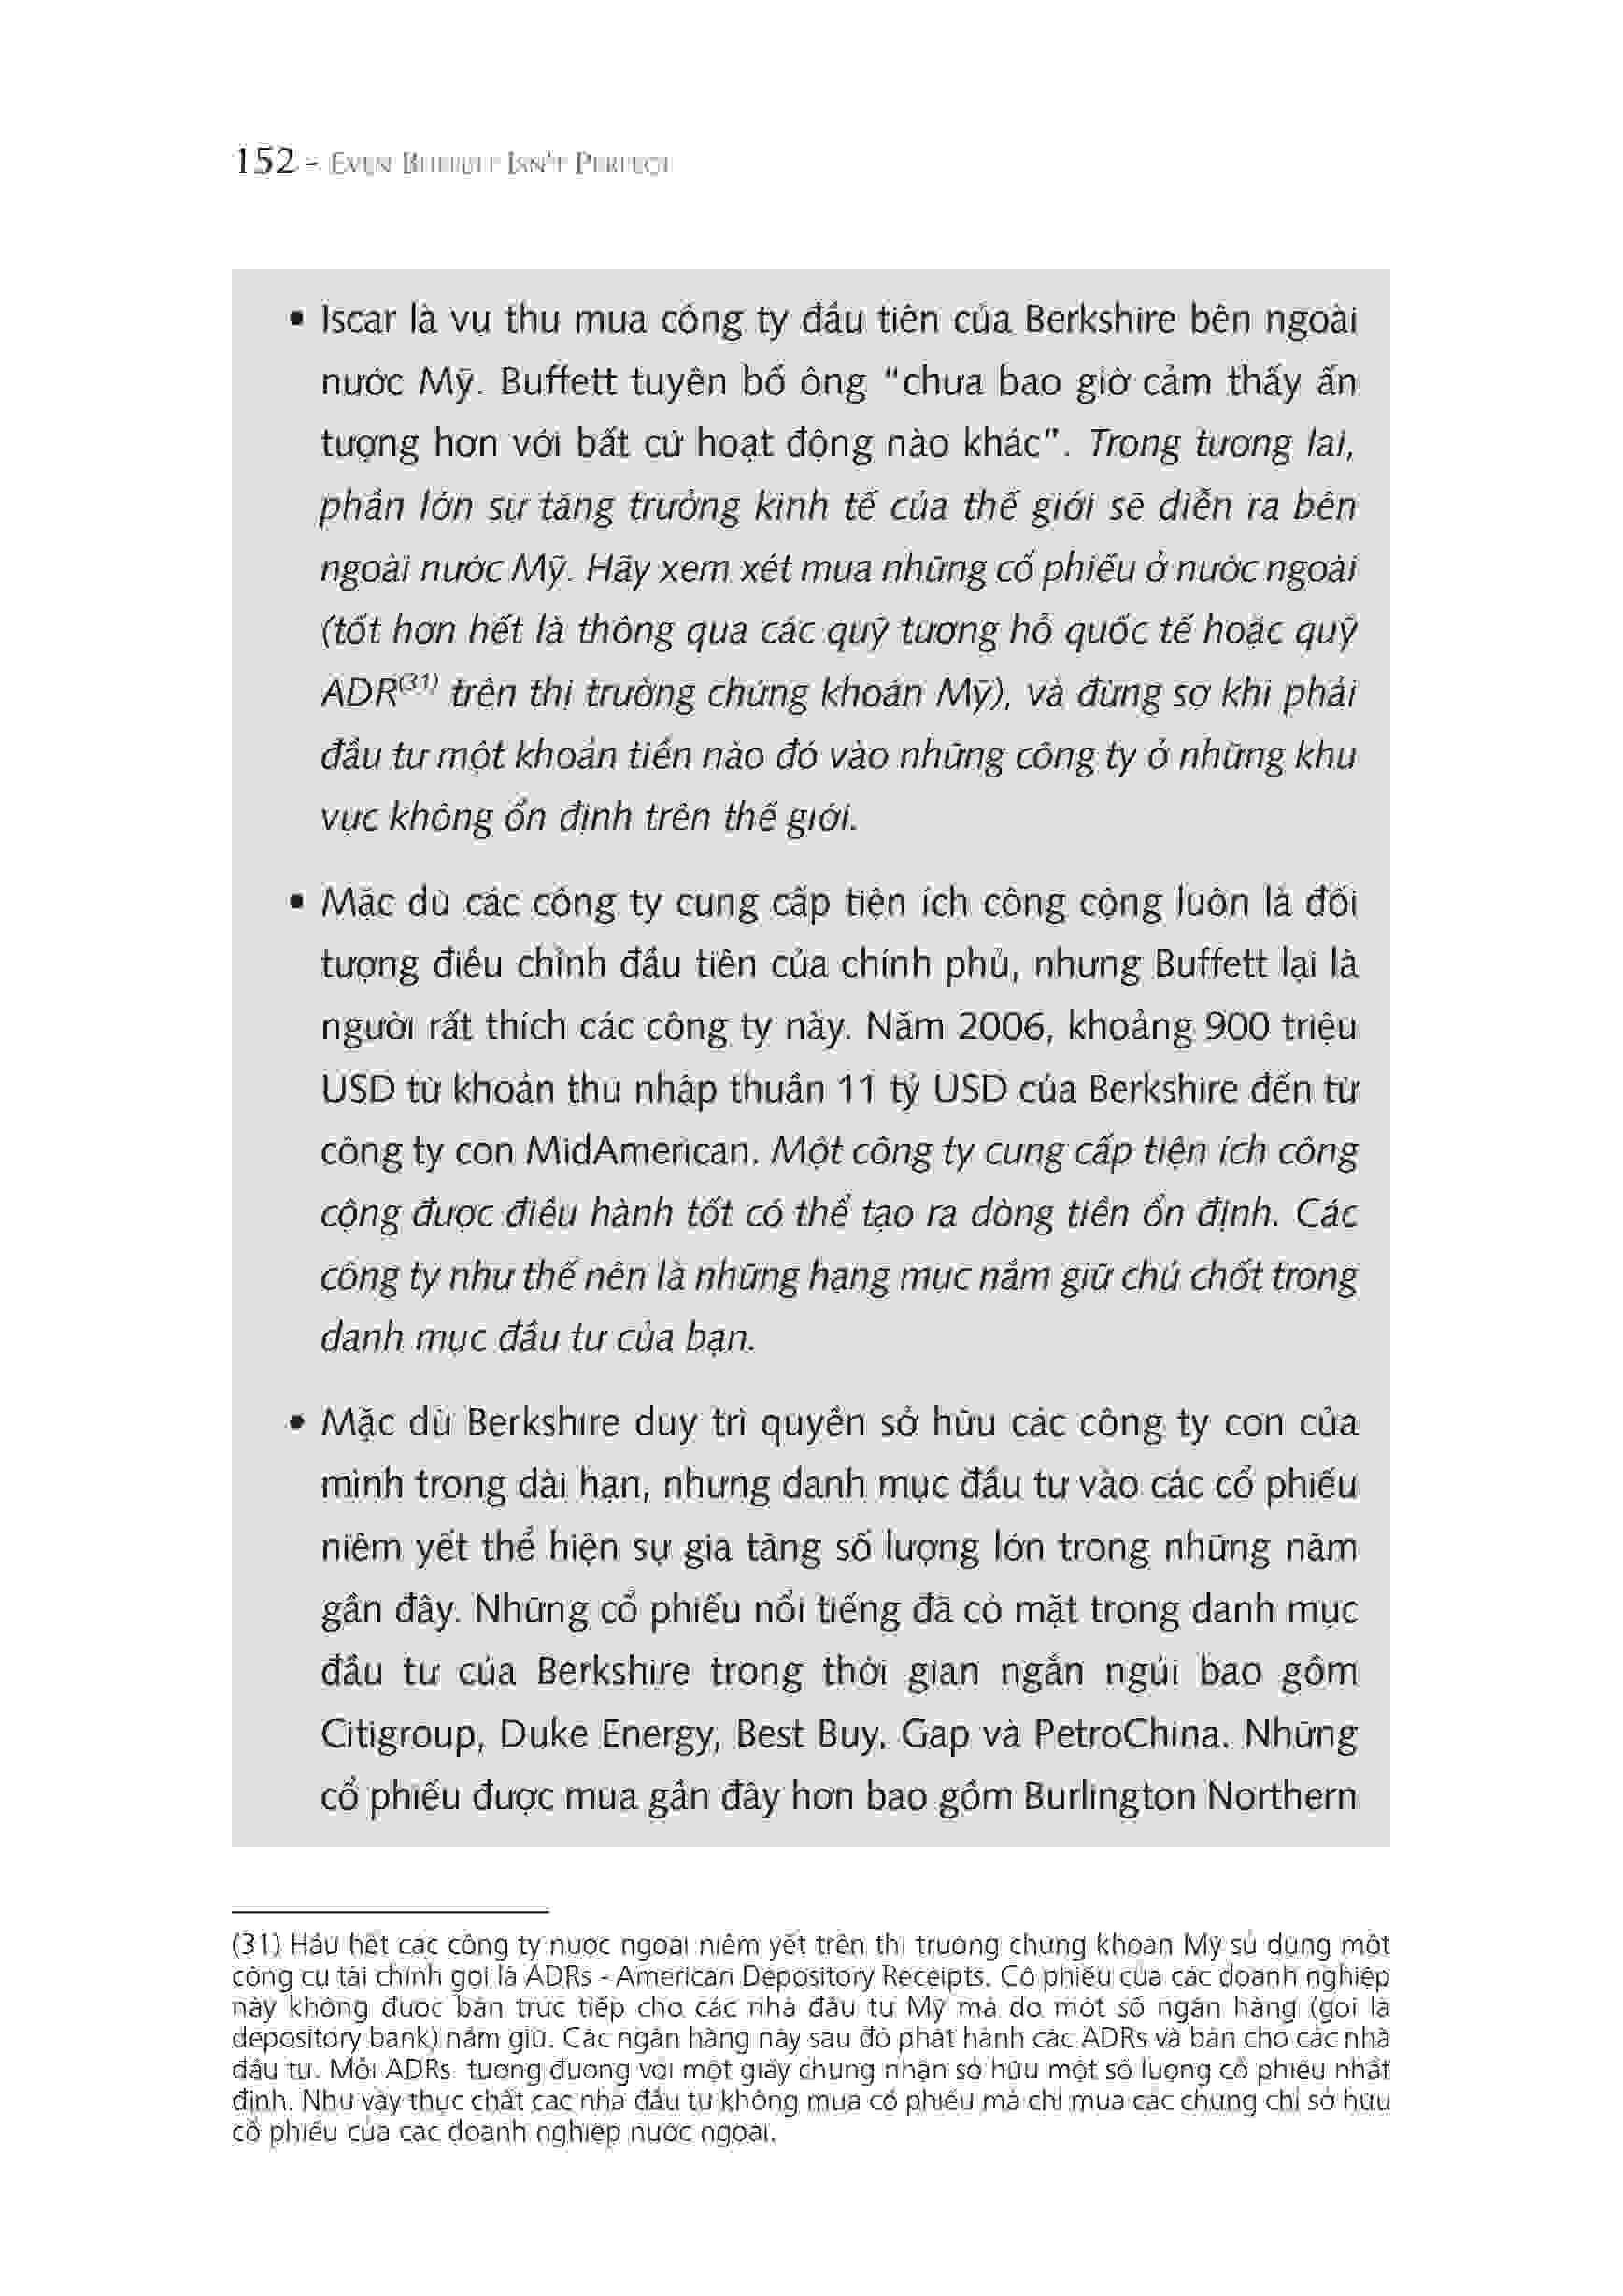 152 - EVEN BUFFETT ISN'T PERFECT
▪ Iscar là vụ thu mua công ty đầu tiên của Berkshire bên ngoài
nước Mỹ. Buffett tuyên bố ông “chưa bao giờ cảm thấy ấn
tượng hơn với bất cứ hoạt động nào khác”. Trong tương lai,
phần lớn sự tăng trưởng kinh tế của thế giới sẽ diễn ra bên
ngoài nước Mỹ. Hãy xem xét mua những cổ phiếu ở nước ngoài
(tốt hơn hết là thông qua các quỹ tương hỗ quốc tế hoặc quỹ
ADR(31) trên thị trường chứng khoán Mỹ), và đừng sợ khi phải
đầu tư một khoản tiền nào đó vào những công ty ở những khu
vực không ổn định trên thế giới.
▪ Mặc dù các công ty cung cấp tiện ích công cộng luôn là đối
tượng điều chỉnh đầu tiên của chính phủ, nhưng Buffett lại là
người rất thích các công ty này. Năm 2006, khoảng 900 triệu
USD từ khoản thu nhập thuần 11 tỷ USD của Berkshire đến từ
công ty con MidAmerican. Một công ty cung cấp tiện ích công
cộng được điều hành tốt có thể tạo ra dòng tiền ổn định. Các
công ty như thế nên là những hạng mục nắm giữ chủ chốt trong
danh mục đầu tư của bạn.
▪ Mặc dù Berkshire duy trì quyền sở hữu các công ty con của
mình trong dài hạn, nhưng danh mục đầu tư vào các cổ phiếu
niêm yết thể hiện sự gia tăng số lượng lớn trong những năm
gần đây. Những cổ phiếu nổi tiếng đã có mặt trong danh mục
đầu tư của Berkshire trong thời gian ngắn ngủi bao gồm
Citigroup, Duke Energy, Best Buy, Gap và PetroChina. Những
cổ phiếu được mua gần đây hơn bao gồm Burlington Northern
(31) Hầu hết các công ty nước ngoài niêm yết trên thị trường chứng khoán Mỹ sử dụng một
công cụ tài chính gọi là ADRs - American Depository Receipts. Cổ phiếu của các doanh nghiệp
này không được bán trực tiếp cho các nhà đầu tư Mỹ mà do một số ngân hàng (gọi là
depository bank) nắm giữ. Các ngân hàng này sau đó phát hành các ADRs và bán cho các nhà
đầu tư. Mỗi ADRs tương đương với một giấy chứng nhận sở hữu một số lượng cổ phiếu nhất
định. Như vậy thực chất các nhà đầu tư không mua cổ phiếu mà chỉ mua các chứng chỉ sở hữu
cổ phiếu của các doanh nghiệp nước ngoài.